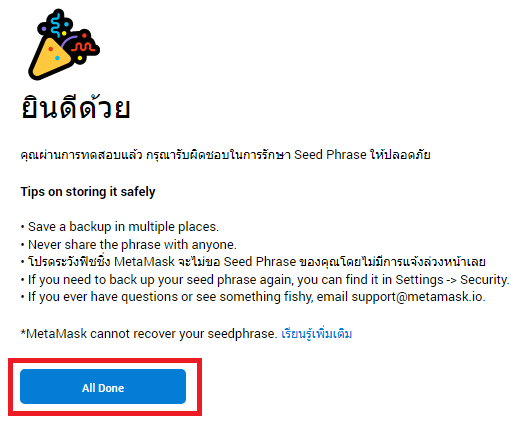 ยินดีด้วย
คุณผ่านการทดสอบแล้ว กรุณารับผิดชอบในการรักษา Seed Phrase ให้ปลอดภัย
Tips on storing it safely
• Save a backup in multiple places.
• Never share the phrase with anyone.
• โปรดระวังฟิชชิ่ง MetaMask จะไม่ขอ Seed Phrase ของคุณโดยไม่มีการแจ้งล่วงหน้าเลย
• If you need to back up your seed phrase again, you can find it in Settings -> Security.
• If you ever have questions or see something fishy, email support@metamask.io.
*MetaMask cannot recover your seedphrase. เรียนรู้เพิ่มเติม
All Done